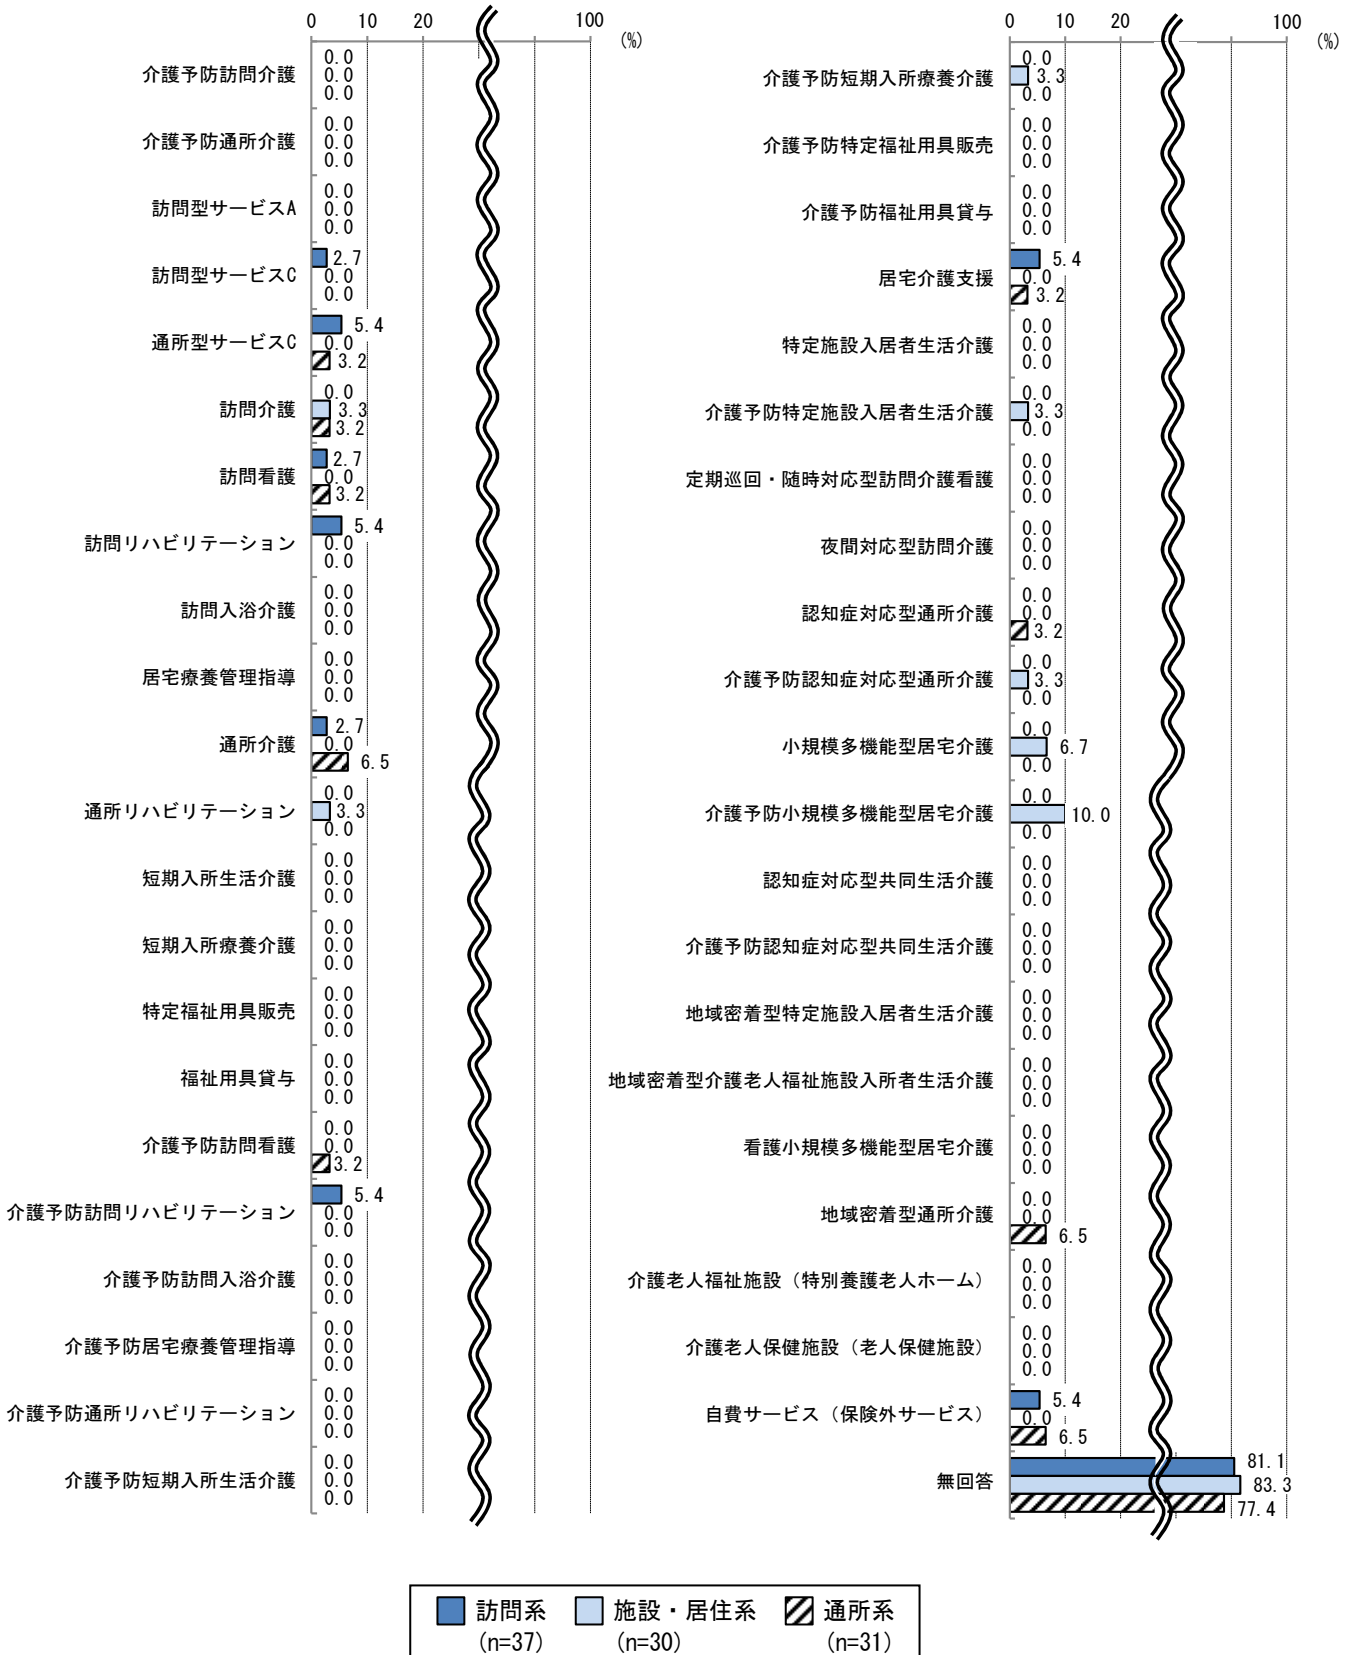 0 10 20 100
(%)
介護予防訪問介護
0.0
0.0
0.0
介護予防通所介護
0.0
0.0
0.0
訪問型サービスA
0.0
0.0
0.0
訪問型サービスC
2.7
0.0
0.0
通所型サービスC
5.4
0.0
3.2
訪問介護
0.0
3.3
3.2
訪問看護
2.7
0.0
3.2
訪問リハビリテーション
5.4
0.0
0.0
訪問入浴介護
0.0
0.0
0.0
居宅療養管理指導
0.0
0.0
0.0
通所介護
2.7
0.0
6.5
通所リハビリテーション
0.0
3.3
0.0
短期入所生活介護
0.0
0.0
0.0
短期入所療養介護
0.0
0.0
0.0
特定福祉用具販売
0.0
0.0
0.0
福祉用具貸与
0.0
0.0
0.0
介護予防訪問看護
0.0
0.0
3.2
介護予防訪問リハビリテーション
5.4
0.0
0.0
介護予防訪問入浴介護
0.0
0.0
0.0
介護予防居宅療養管理指導
0.0
0.0
0.0
介護予防通所リハビリテーション
0.0
0.0
0.0
介護予防短期入所生活介護
0.0
0.0
0.0
0 10 20 100
(%)
介護予防短期入所療養介護
0.0
3.3
0.0
介護予防特定福祉用具販売
0.0
0.0
0.0
介護予防福祉用具貸与
0.0
0.0
0.0
居宅介護支援
5.4
0.0
3.2
特定施設入居者生活介護
0.0
0.0
0.0
介護予防特定施設入居者生活介護
0.0
3.3
0.0
定期巡回・随時対応型訪問介護看護
0.0
0.0
0.0
夜間対応型訪問介護
0.0
0.0
0.0
認知症対応型通所介護
0.0
0.0
3.2
介護予防認知症対応型通所介護
0.0
3.3
0.0
小規模多機能型居宅介護
0.0
6.7
0.0
介護予防小規模多機能型居宅介護
0.0
10.0
0.0
認知症対応型共同生活介護
0.0
0.0
0.0
介護予防認知症対応型共同生活介護
0.0
0.0
0.0
地域密着型特定施設入居者生活介護
0.0
0.0
0.0
地域密着型介護老人福祉施設入所者生活介護
0.0
0.0
0.0
看護小規模多機能型居宅介護
0.0
0.0
0.0
地域密着型通所介護
0.0
0.0
6.5
介護老人福祉施設（特別養護老人ホーム）
0.0
0.0
0.0
介護老人保健施設（老人保健施設）
0.0
0.0
0.0
自費サービス（保険外サービス）
5.4
0.0
6.5
無回答
81.1
83.3
77.4
訪問系 施設・居住系 通所系
(n=37) (n=30) (n=31)